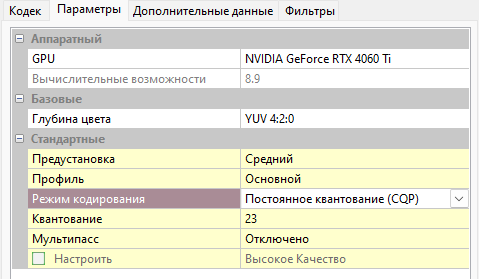 Кодек Параметры Дополнительные данные Фильтры
Аппаратный
GPU NVIDIA GeForce RTX 4060 Ti
Вычислительные возможности 8.9
Базовые
Глубина цвета YUV 4:2:0
Стандартные
Предустановка Средний
Профиль Основной
Режим кодирования Постоянное квантование (CQP)
Квантование 23
Мультипасс Отключено
Настроить Высокое Качество